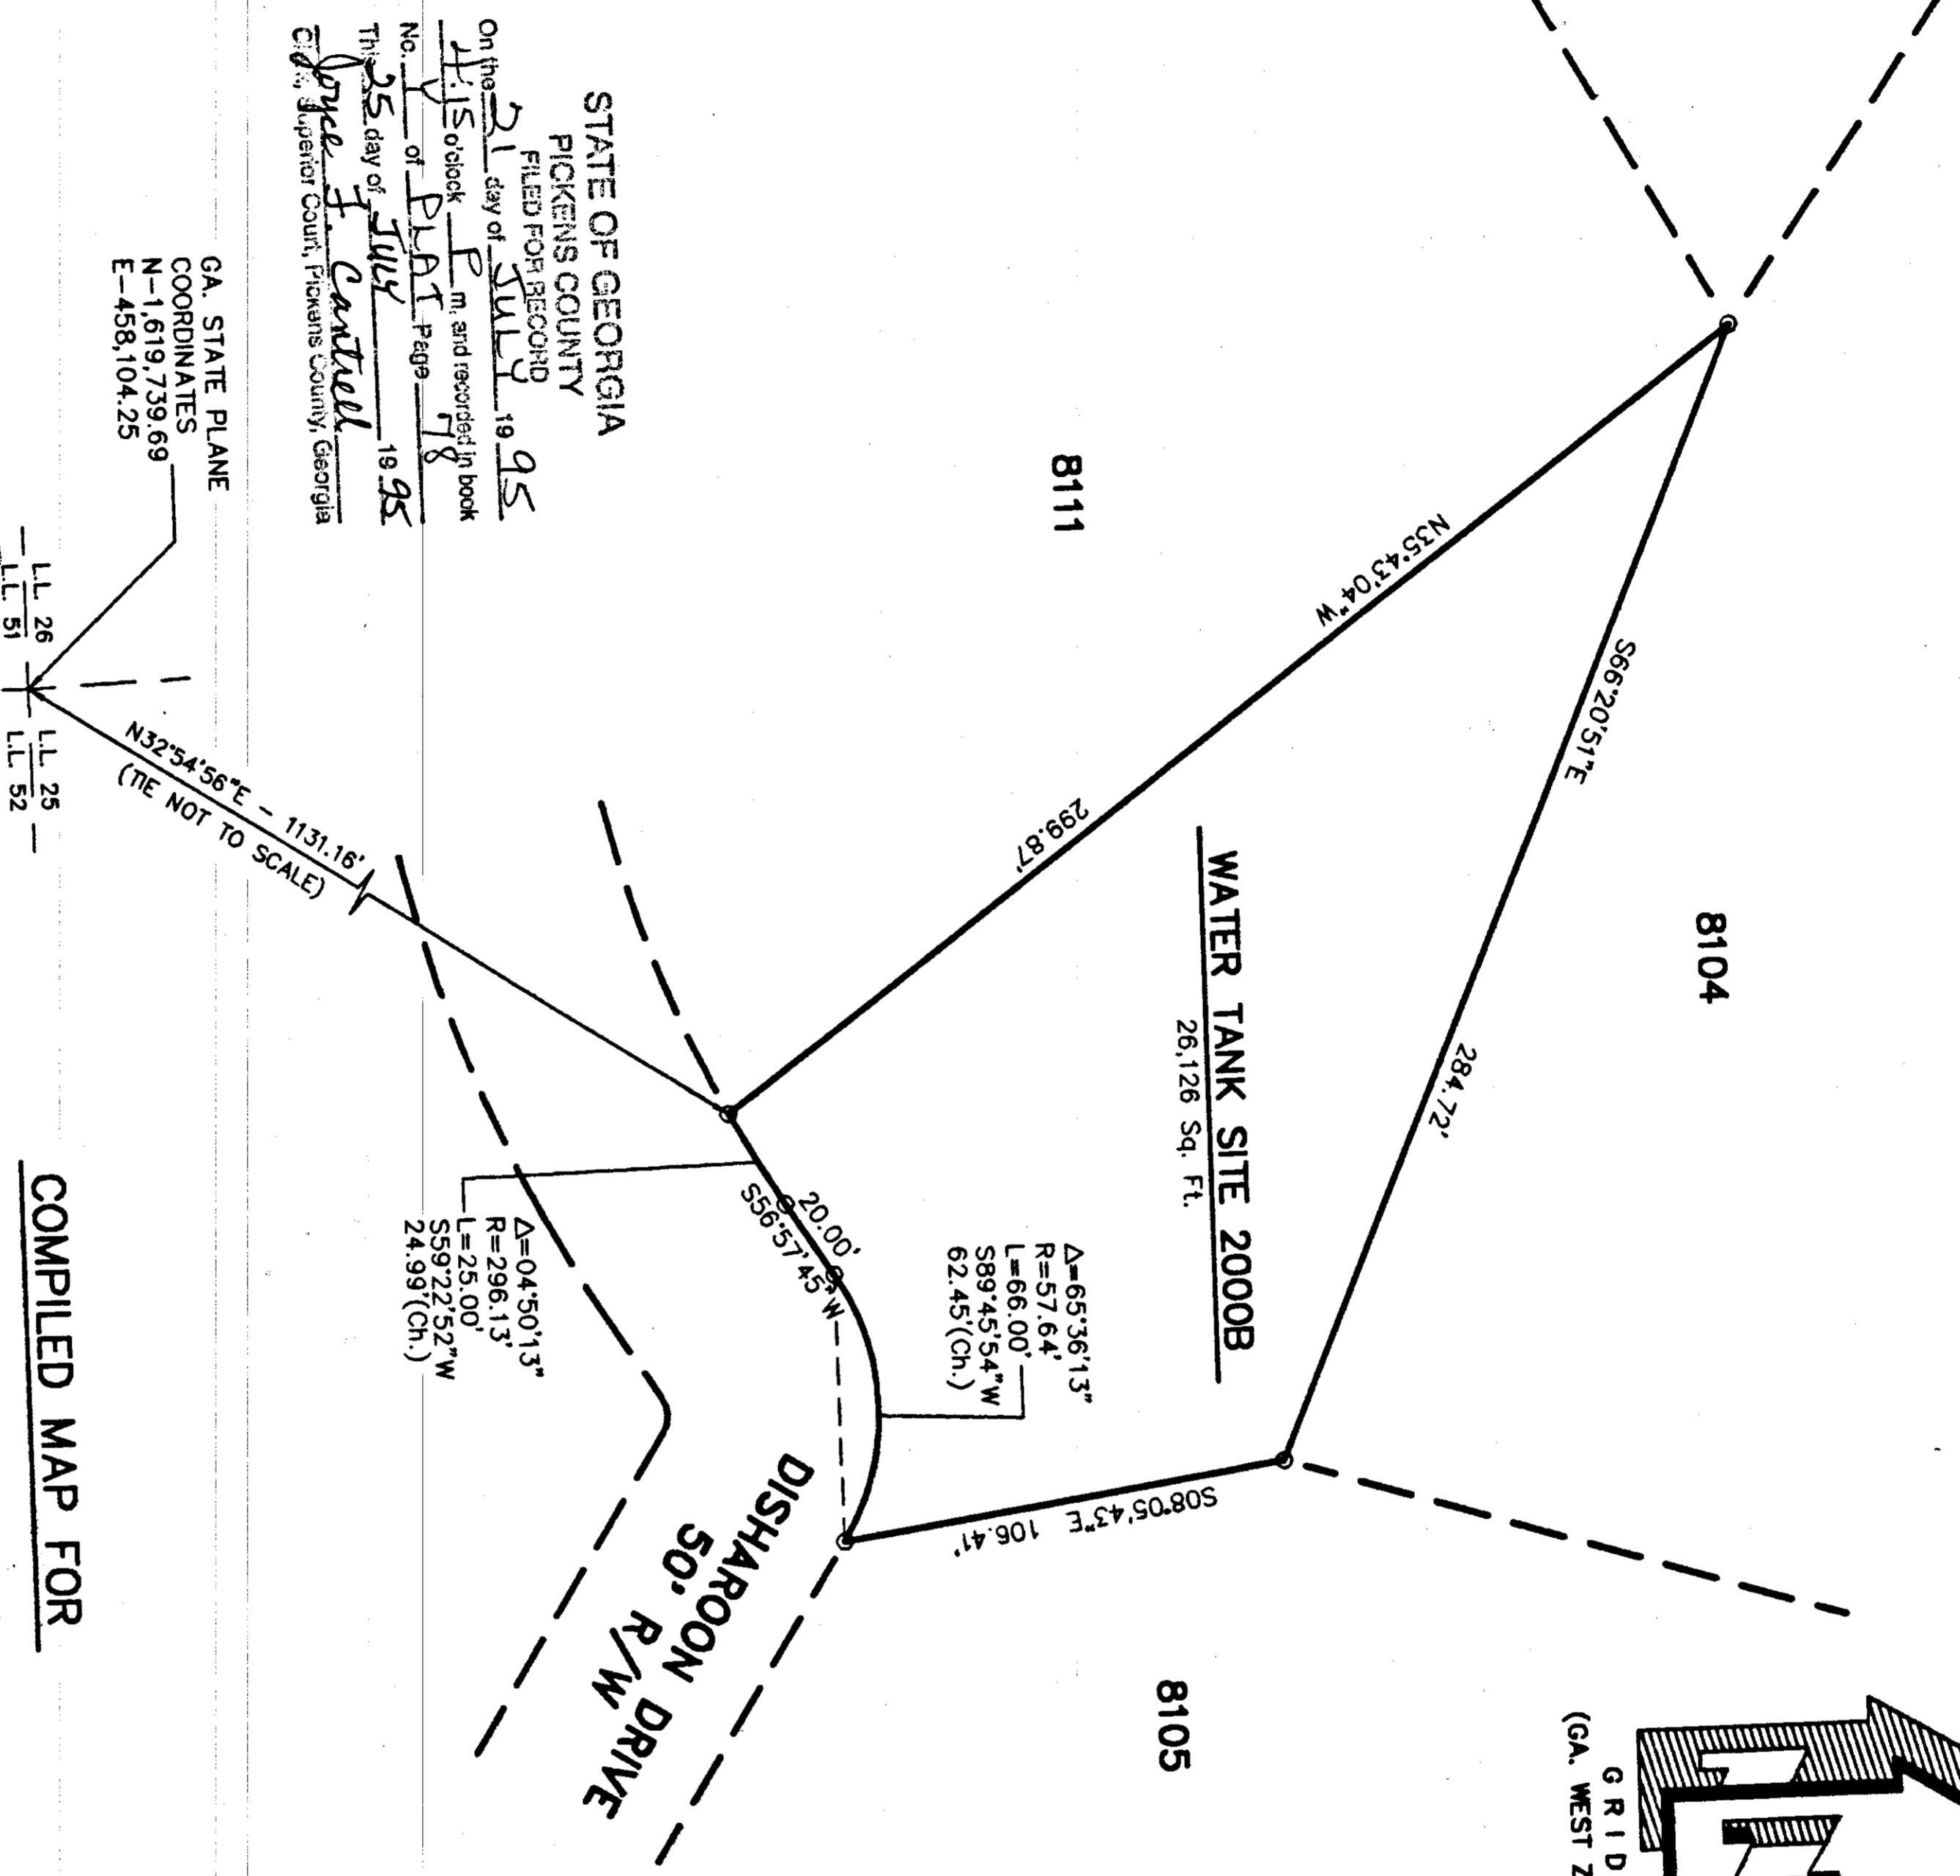 STATE OF GEORGIA
PICKENS COUNTY
FILED FOR RECORD
On the 21 day of JULY 1995
4:15 o'clock P m, and recorded in book
No. Y of PLAT Page 78
This 25 day of JULY 1995
Joyce J. Cantrell
Clerk, Superior Court, Pickens County, Georgia
GA. STATE PLANE
COORDINATES
N-1,619,739.69
E-458,104.25
L.L. 26
L.L. 51
L.L. 25
L.L. 52
N32°54'56"E - 1131.16'
(TIE NOT TO SCALE)
8111
8104
8105
N35°43'04"W
299.87'
S66°20'51"E
284.72'
WATER TANK SITE 2000B
26,126 Sq. Ft.
S08°05'43"E 106.41'
20.00'
S56°57'45"W
Δ=65°36'13"
R=57.64'
L=66.00'
S89°45'54"W
62.45'(Ch.)
Δ=04°50'13"
R=296.13'
L=25.00'
S59°22'52"W
24.99'(Ch.)
DISHAROON DRIVE
50' R/W
GRID
(GA. WEST Z
COMPILED MAP FOR